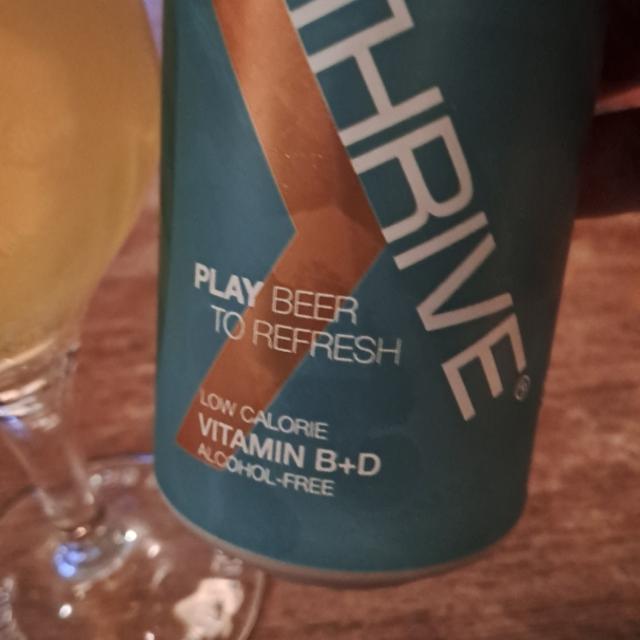 THRIVE®
PLAY BEER
TO REFRESH
LOW CALORIE
VITAMIN B+D
ALCOHOL-FREE